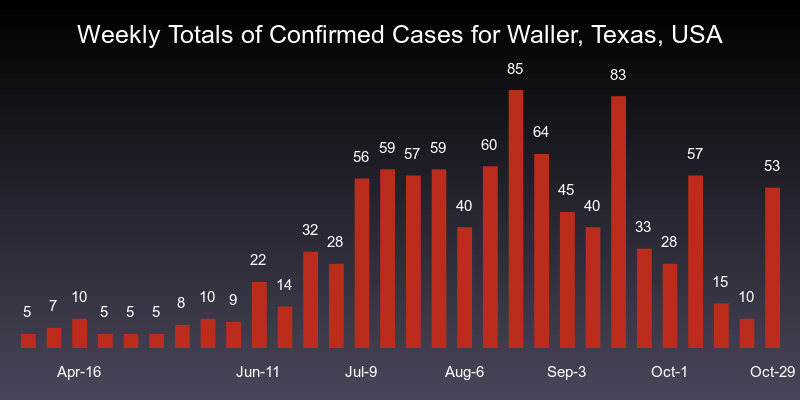 Weekly Totals of Confirmed Cases for Waller, Texas, USA
5 7 10 5 5 5 8 10 9 22 14 32 28 56 59 57 59 40 60 85 64 45 40 83 33 28 57 15 10 53
Apr-16 Jun-11 Jul-9 Aug-6 Sep-3 Oct-1 Oct-29